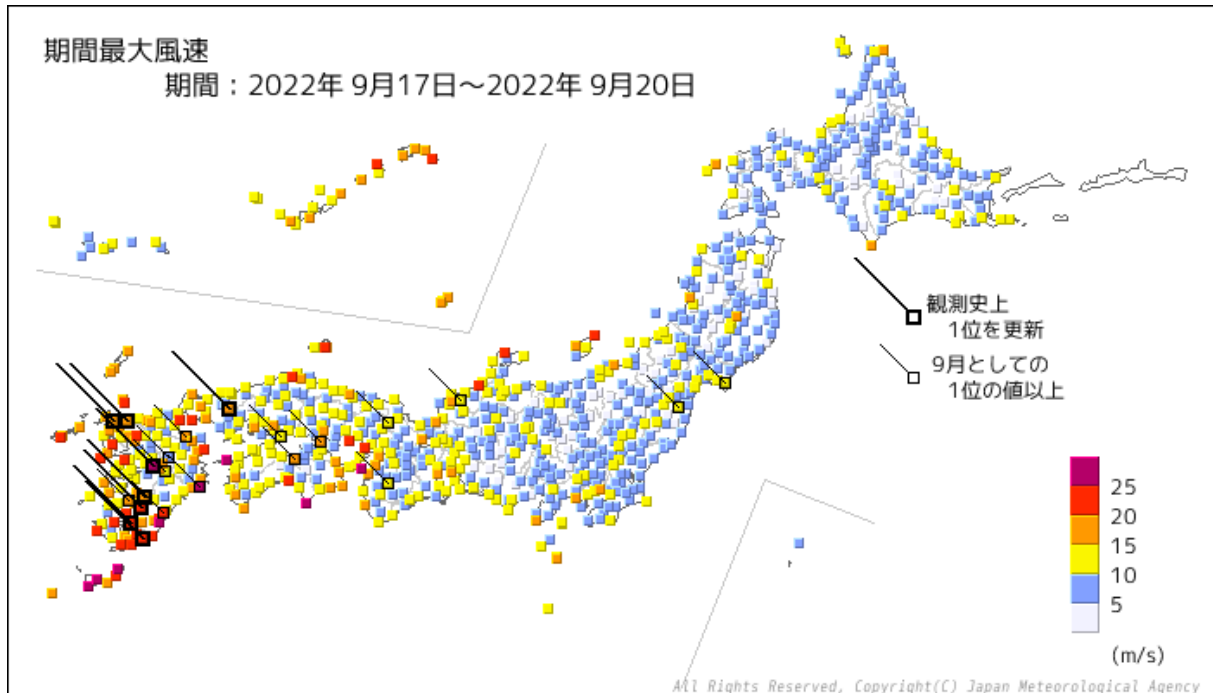 期間最大風速
期間：2022年 9月17日～2022年 9月20日
観測史上
1位を更新
9月としての
1位の値以上
25
20
15
10
5
(m/s)
All Rights Reserved, Copyright(C) Japan Meteorological Agency